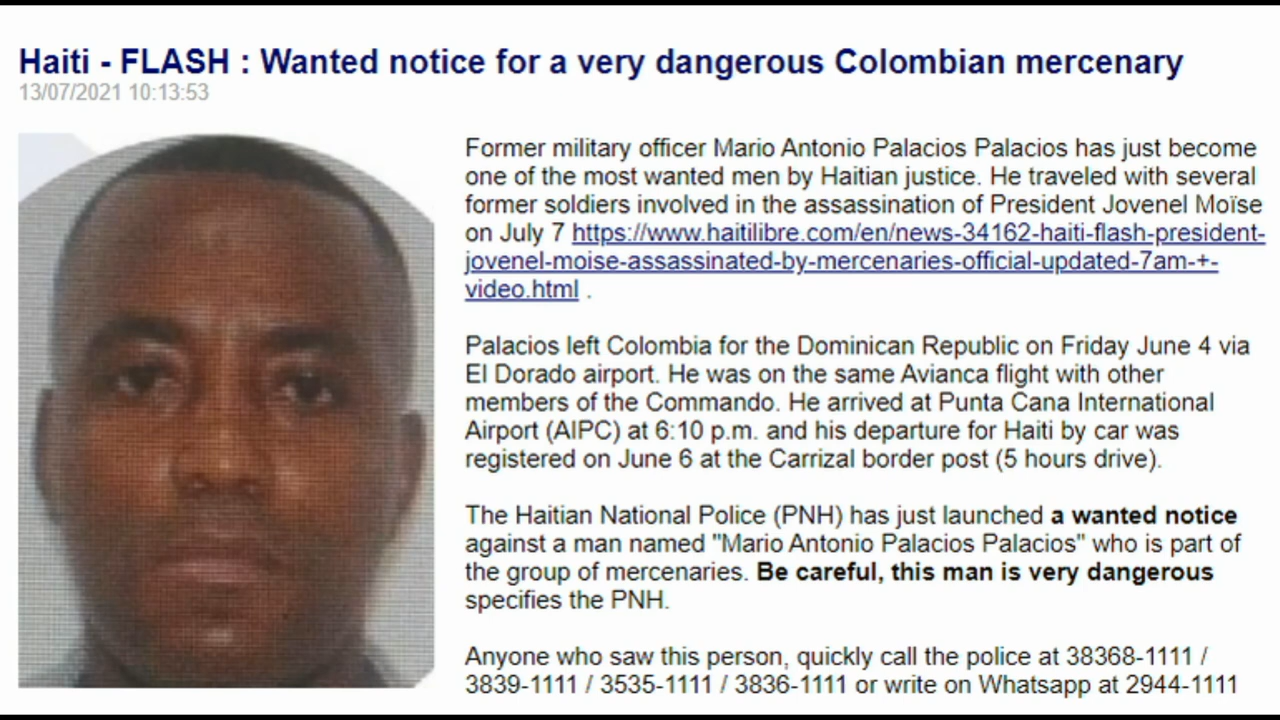 Haiti - FLASH : Wanted notice for a very dangerous Colombian mercenary
13/07/2021 10:13:53
Former military officer Mario Antonio Palacios Palacios has just become
one of the most wanted men by Haitian justice. He traveled with several
former soldiers involved in the assassination of President Jovenel Moïse
on July 7 https://www.haitilibre.com/en/news-34162-haiti-flash-president-
jovenel-moise-assassinated-by-mercenaries-official-updated-7am-+-
video.html .
Palacios left Colombia for the Dominican Republic on Friday June 4 via
El Dorado airport. He was on the same Avianca flight with other
members of the Commando. He arrived at Punta Cana International
Airport (AIPC) at 6:10 p.m. and his departure for Haiti by car was
registered on June 6 at the Carrizal border post (5 hours drive).
The Haitian National Police (PNH) has just launched a wanted notice
against a man named "Mario Antonio Palacios Palacios" who is part of
the group of mercenaries. Be careful, this man is very dangerous
specifies the PNH.
Anyone who saw this person, quickly call the police at 38368-1111 /
3839-1111 / 3535-1111 / 3836-1111 or write on Whatsapp at 2944-1111